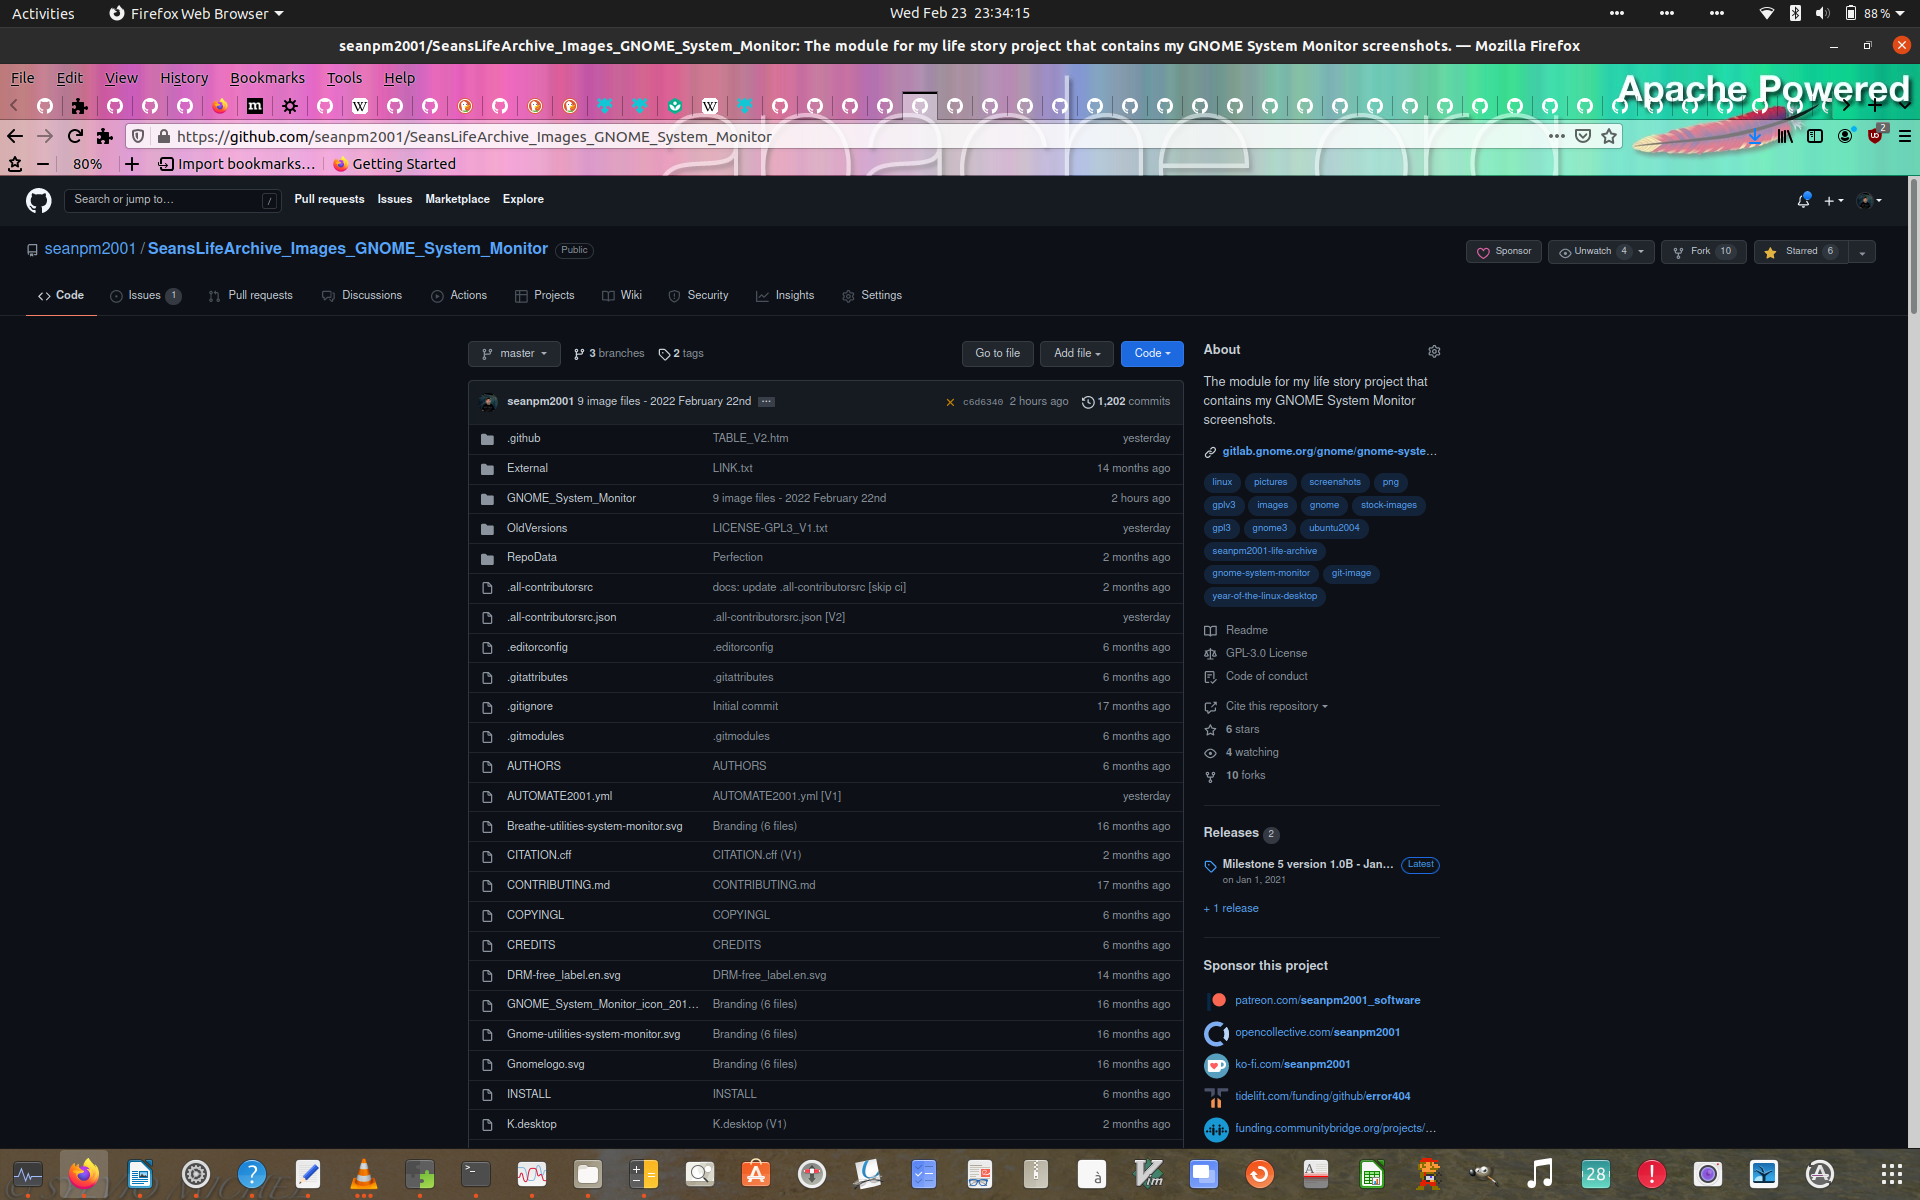 Activities Firefox Web Browser Wed Feb 23 23:34:15 88 %
seanpm2001/SeansLifeArchive_Images_GNOME_System_Monitor: The module for my life story project that contains my GNOME System Monitor screenshots. — Mozilla Firefox
File Edit View History Bookmarks Tools Help
Apache Powered
https://github.com/seanpm2001/SeansLifeArchive_Images_GNOME_System_Monitor 2
80% Import bookmarks... Getting Started
Search or jump to... / Pull requests Issues Marketplace Explore
seanpm2001 / SeansLifeArchive_Images_GNOME_System_Monitor Public Sponsor Unwatch 4 Fork 10 Starred 6
Code Issues 1 Pull requests Discussions Actions Projects Wiki Security Insights Settings
master 3 branches 2 tags Go to file Add file Code
seanpm2001 9 image files - 2022 February 22nd ... c6d6340 2 hours ago 1,202 commits
.github TABLE_V2.htm yesterday
External LINK.txt 14 months ago
GNOME_System_Monitor 9 image files - 2022 February 22nd 2 hours ago
OldVersions LICENSE-GPL3_V1.txt yesterday
RepoData Perfection 2 months ago
.all-contributorsrc docs: update .all-contributorsrc [skip ci] 2 months ago
.all-contributorsrc.json .all-contributorsrc.json [V2] yesterday
.editorconfig .editorconfig 6 months ago
.gitattributes .gitattributes 6 months ago
.gitignore Initial commit 17 months ago
.gitmodules .gitmodules 6 months ago
AUTHORS AUTHORS 6 months ago
AUTOMATE2001.yml AUTOMATE2001.yml [V1] yesterday
Breathe-utilities-system-monitor.svg Branding (6 files) 16 months ago
CITATION.cff CITATION.cff (V1) 2 months ago
CONTRIBUTING.md CONTRIBUTING.md 17 months ago
COPYINGL COPYINGL 6 months ago
CREDITS CREDITS 6 months ago
DRM-free_label.en.svg DRM-free_label.en.svg 14 months ago
GNOME_System_Monitor_icon_201... Branding (6 files) 16 months ago
Gnome-utilities-system-monitor.svg Branding (6 files) 16 months ago
Gnomelogo.svg Branding (6 files) 16 months ago
INSTALL INSTALL 6 months ago
K.desktop K.desktop (V1) 2 months ago
About
The module for my life story project that
contains my GNOME System Monitor
screenshots.
gitlab.gnome.org/gnome/gnome-syste...
linux pictures screenshots png
gplv3 images gnome stock-images
gpl3 gnome3 ubuntu2004
seanpm2001-life-archive
gnome-system-monitor git-image
year-of-the-linux-desktop
Readme
GPL-3.0 License
Code of conduct
Cite this repository
6 stars
4 watching
10 forks
Releases 2
Milestone 5 version 1.0B - Jan... Latest
on Jan 1, 2021
+ 1 release
Sponsor this project
patreon.com/seanpm2001_software
opencollective.com/seanpm2001
ko-fi.com/seanpm2001
tidelift.com/funding/github/error404
funding.communitybridge.org/projects/...
28